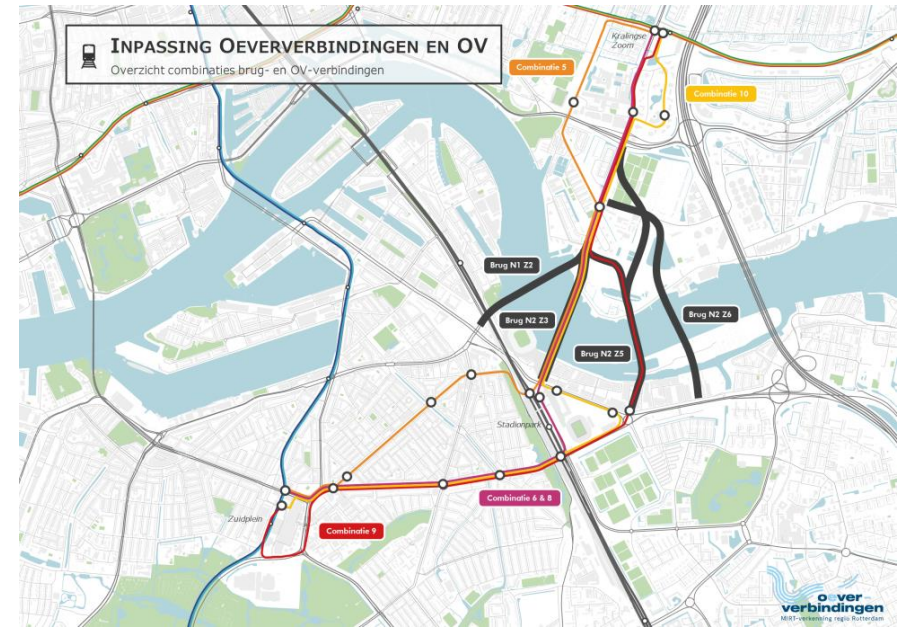 INPASSING OEVERVERBINDINGEN EN OV
Overzicht combinaties brug- en OV-verbindingen
Kralingse
Zoom
Combinatie 5
Combinatie 10
Brug N1 Z2
Brug N2 Z3
Brug N2 Z6
Brug N2 Z5
Stadionpark
Combinatie 6 & 8
Zuidplein
Combinatie 9
oever-
verbindingen
MIRT-verkenning regio Rotterdam